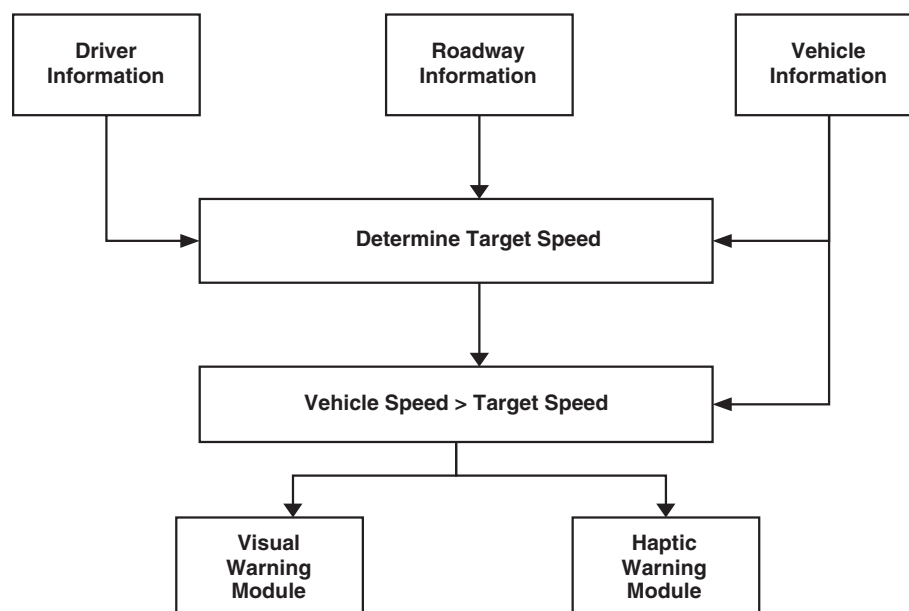 Driver
Information
Roadway
Information
Vehicle
Information
Determine Target Speed
Vehicle Speed > Target Speed
Visual
Warning
Module
Haptic
Warning
Module